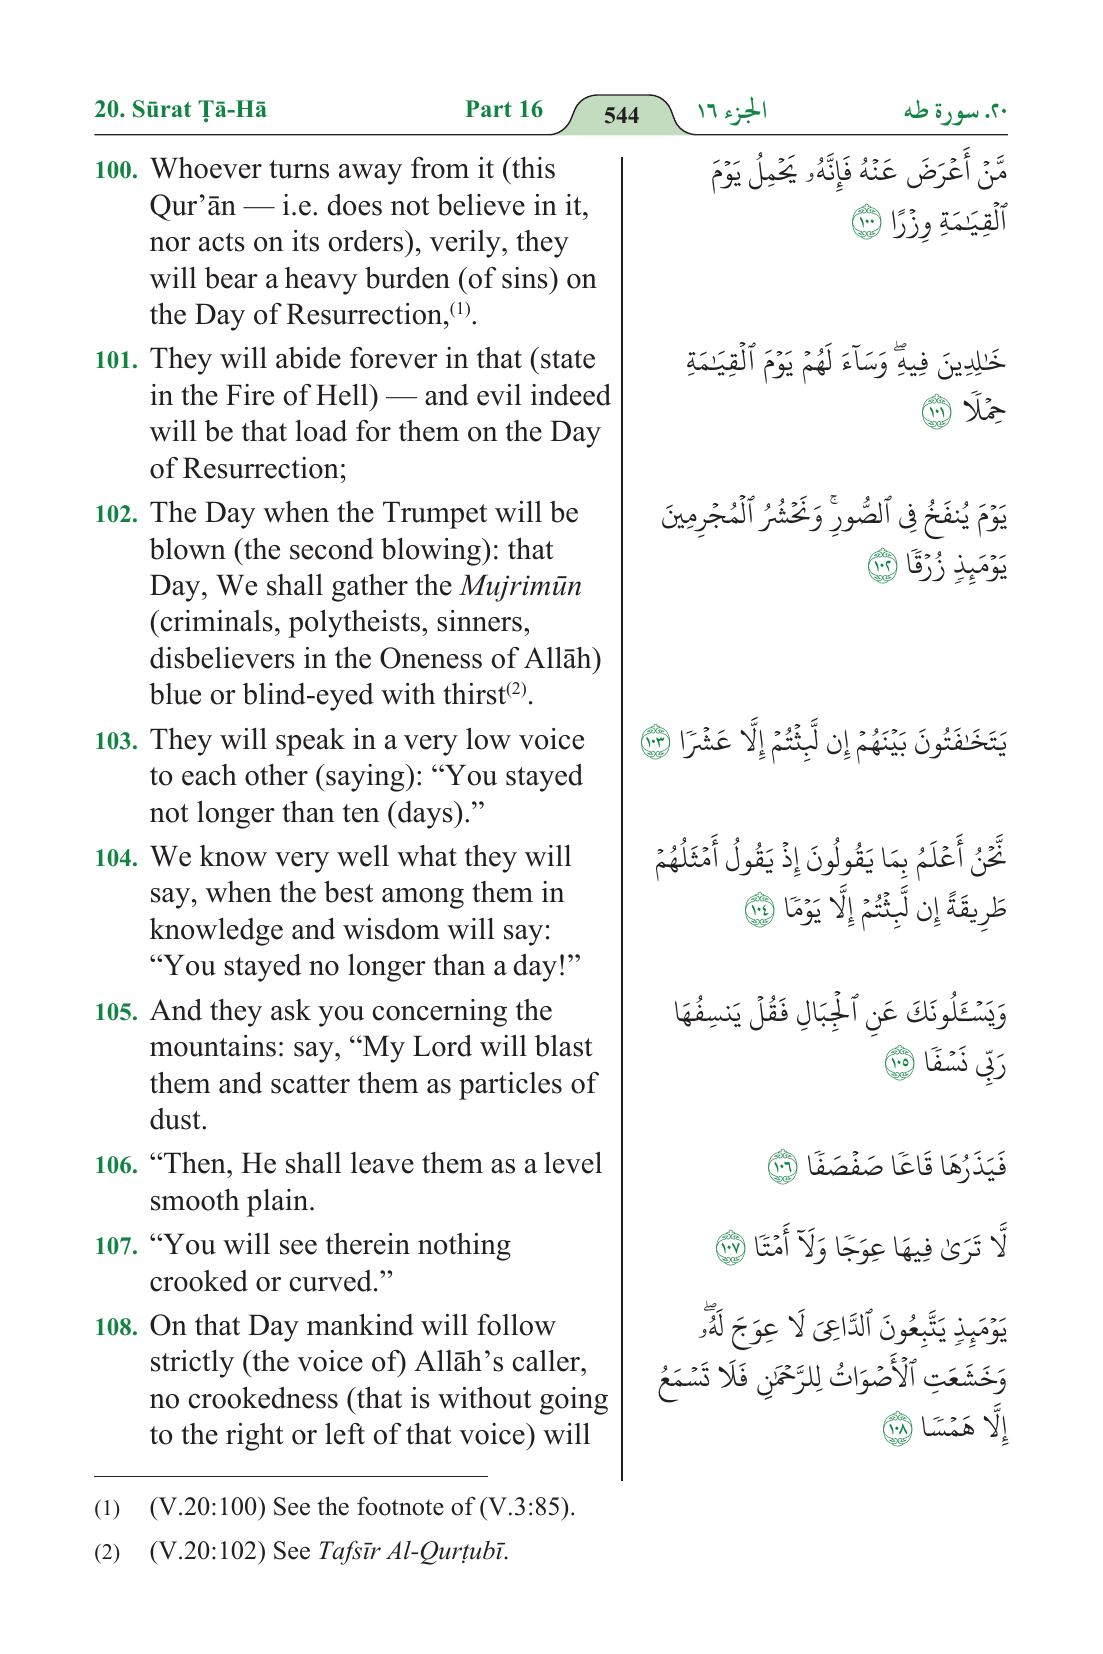 20. Sūrat Ṭā-Hā Part 16 544 الجزء ١٦ ٢٠. سورة طه
100. Whoever turns away from it (this
Qur’ān — i.e. does not believe in it,
nor acts on its orders), verily, they
will bear a heavy burden (of sins) on
the Day of Resurrection,(1).
101. They will abide forever in that (state
in the Fire of Hell) — and evil indeed
will be that load for them on the Day
of Resurrection;
102. The Day when the Trumpet will be
blown (the second blowing): that
Day, We shall gather the Mujrimūn
(criminals, polytheists, sinners,
disbelievers in the Oneness of Allāh)
blue or blind-eyed with thirst(2).
103. They will speak in a very low voice
to each other (saying): “You stayed
not longer than ten (days).”
104. We know very well what they will
say, when the best among them in
knowledge and wisdom will say:
“You stayed no longer than a day!”
105. And they ask you concerning the
mountains: say, “My Lord will blast
them and scatter them as particles of
dust.
106. “Then, He shall leave them as a level
smooth plain.
107. “You will see therein nothing
crooked or curved.”
108. On that Day mankind will follow
strictly (the voice of) Allāh’s caller,
no crookedness (that is without going
to the right or left of that voice) will
مَّنْ أَعْرَضَ عَنْهُ فَإِنَّهُۥ يَحْمِلُ يَوْمَ
ٱلْقِيَـٰمَةِ وِزْرًا ١٠٠
خَـٰلِدِينَ فِيهِ ۖ وَسَآءَ لَهُمْ يَوْمَ ٱلْقِيَـٰمَةِ
حِمْلًا ١٠١
يَوْمَ يُنفَخُ فِى ٱلصُّورِ ۚ وَنَحْشُرُ ٱلْمُجْرِمِينَ
يَوْمَئِذٍ زُرْقًا ١٠٢
يَتَخَـٰفَتُونَ بَيْنَهُمْ إِن لَّبِثْتُمْ إِلَّا عَشْرًا ١٠٣
نَّحْنُ أَعْلَمُ بِمَا يَقُولُونَ إِذْ يَقُولُ أَمْثَلُهُمْ
طَرِيقَةً إِن لَّبِثْتُمْ إِلَّا يَوْمًا ١٠٤
وَيَسْـَٔلُونَكَ عَنِ ٱلْجِبَالِ فَقُلْ يَنسِفُهَا
رَبِّى نَسْفًا ١٠٥
فَيَذَرُهَا قَاعًا صَفْصَفًا ١٠٦
لَّا تَرَىٰ فِيهَا عِوَجًا وَلَآ أَمْتًا ١٠٧
يَوْمَئِذٍ يَتَّبِعُونَ ٱلدَّاعِىَ لَا عِوَجَ لَهُۥ ۖ
وَخَشَعَتِ ٱلْأَصْوَاتُ لِلرَّحْمَـٰنِ فَلَا تَسْمَعُ
إِلَّا هَمْسًا ١٠٨
(1) (V.20:100) See the footnote of (V.3:85).
(2) (V.20:102) See Tafsīr Al-Qurṭubī.